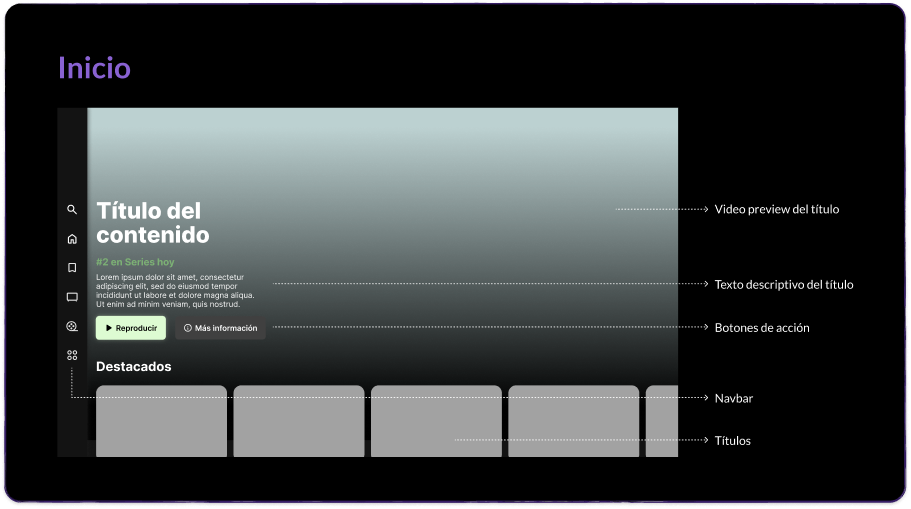 Inicio
Título del
contenido
#2 en Series hoy
Lorem ipsum dolor sit amet, consectetur
adipiscing elit, sed do eiusmod tempor
incididunt ut labore et dolore magna aliqua.
Ut enim ad minim veniam, quis nostrud.
Reproducir
Más información
Destacados
Video preview del título
Texto descriptivo del título
Botones de acción
Navbar
Títulos